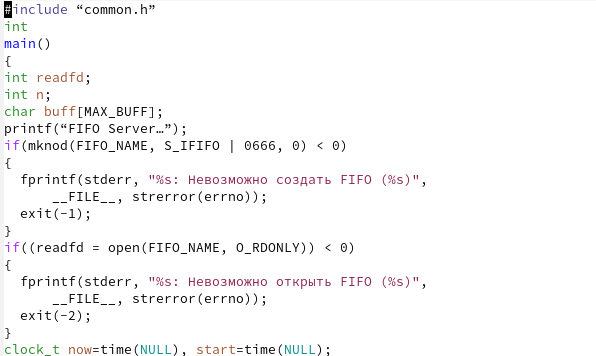 #include “common.h”
int
main()
{
int readfd;
int n;
char buff[MAX_BUFF];
printf(“FIFO Server…”);
if(mknod(FIFO_NAME, S_IFIFO | 0666, 0) < 0)
{
  fprintf(stderr, "%s: Невозможно создать FIFO (%s)",
      __FILE__, strerror(errno));
  exit(-1);
}
if((readfd = open(FIFO_NAME, O_RDONLY)) < 0)
{
  fprintf(stderr, "%s: Невозможно открыть FIFO (%s)",
      __FILE__, strerror(errno));
  exit(-2);
}
clock_t now=time(NULL), start=time(NULL);